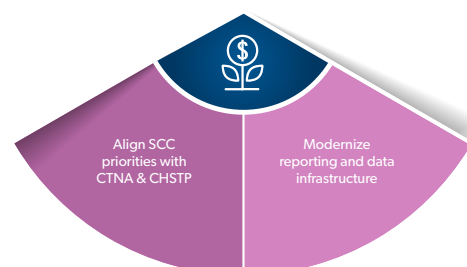 $
Align SCC
priorities with
CTNA & CHSTP
Modernize
reporting and data
infrastructure